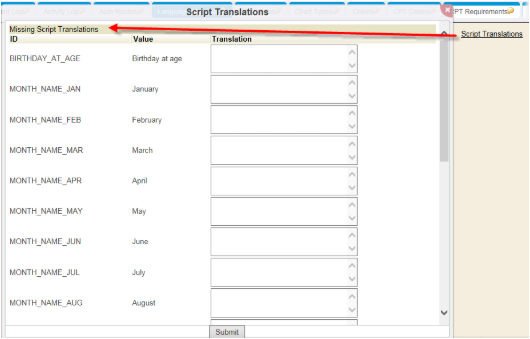 Script Translations
PT Requirements
Script Translations
Missing Script Translations
ID Value Translation
BIRTHDAY_AT_AGE Birthday at age
MONTH_NAME_JAN January
MONTH_NAME_FEB February
MONTH_NAME_MAR March
MONTH_NAME_APR April
MONTH_NAME_MAY May
MONTH_NAME_JUN June
MONTH_NAME_JUL July
MONTH_NAME_AUG August
Submit